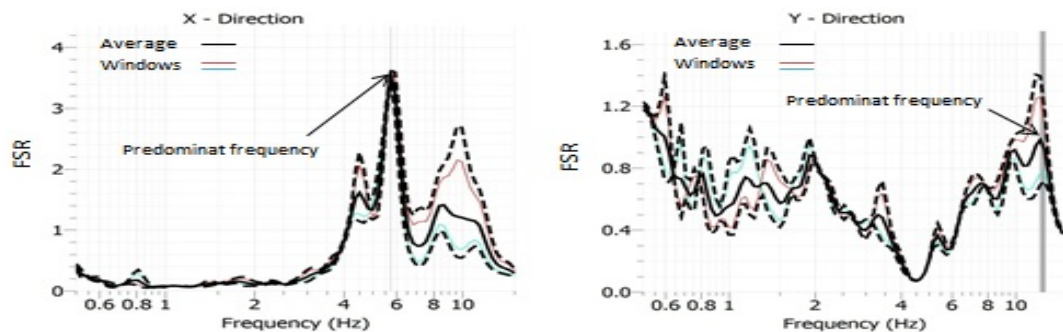 X - Direction
4
3
2
1
0
FSR
Average
Windows
Predominat frequency
0.6 0.8 1 2 4 6 10
Frequency (Hz)
Y - Direction
1.6
1.2
0.8
0.4
0.0
FSR
Average
Windows
Predominat frequency
0.6 0.8 1 2 4 6 8 10
Frequency (Hz)